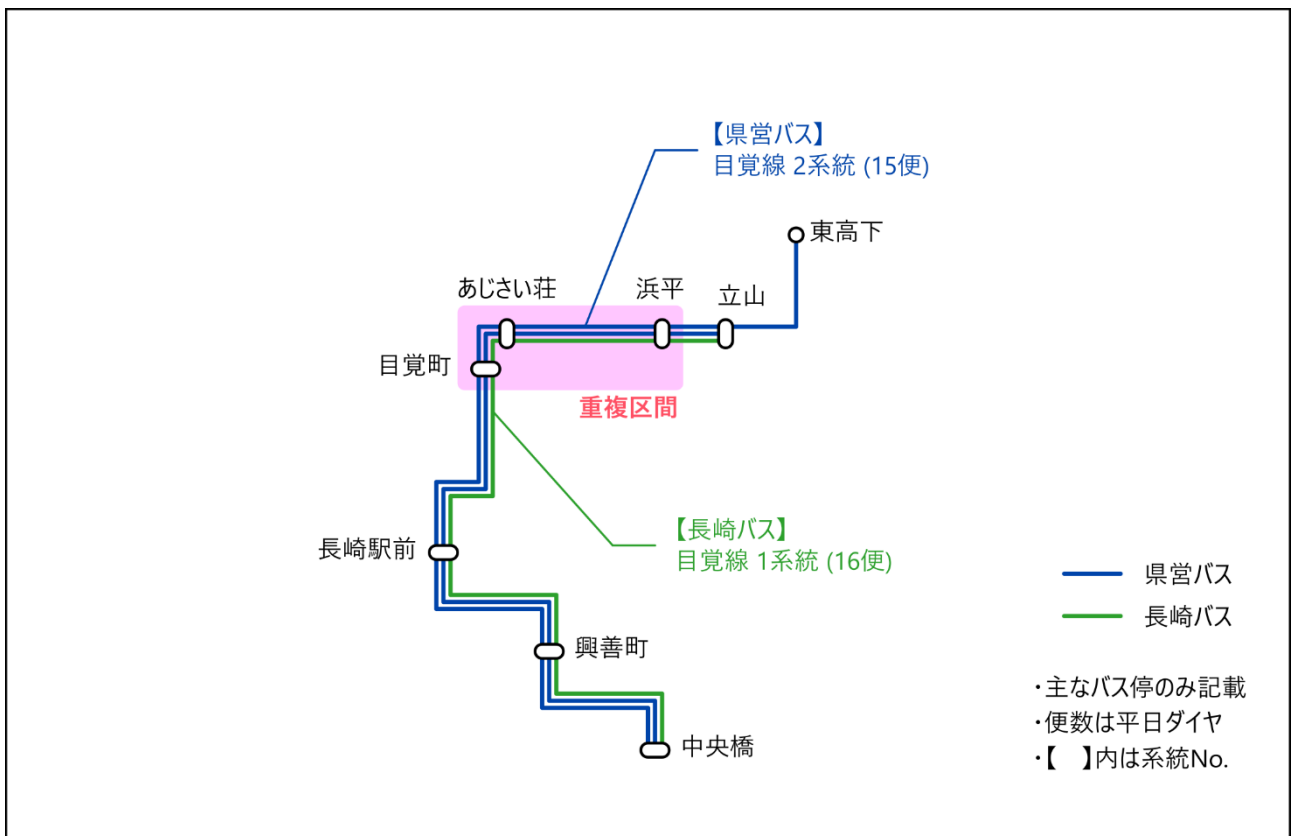 【県営バス】
目覚線 2系統 (15便)
東高下
あじさい荘
浜平
立山
目覚町
重複区間
【長崎バス】
目覚線 1系統 (16便)
長崎駅前
興善町
中央橋
県営バス
長崎バス
・主なバス停のみ記載
・便数は平日ダイヤ
・【　】内は系統No.